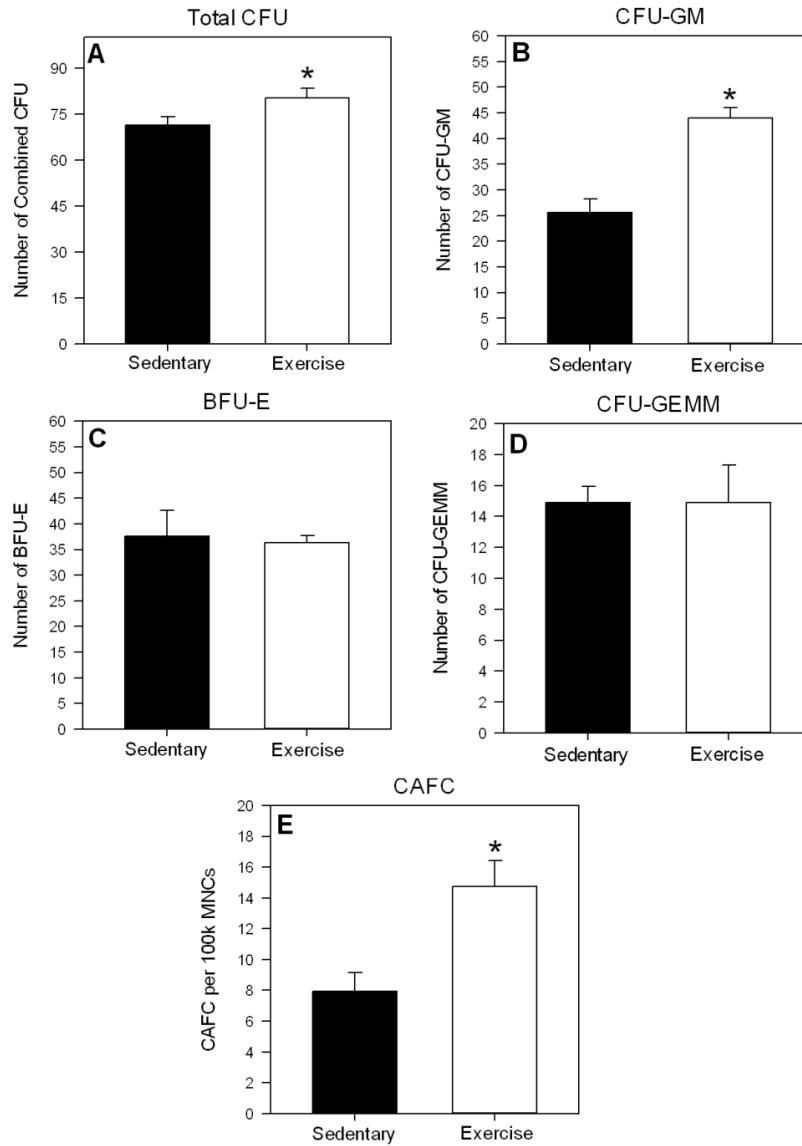 Total CFU
A
Number of Combined CFU
90
75
60
45
30
15
0
*
Sedentary
Exercise
CFU-GM
B
Number of CFU-GM
60
55
50
45
40
35
30
25
20
15
10
5
0
*
Sedentary
Exercise
BFU-E
C
Number of BFU-E
60
55
50
45
40
35
30
25
20
15
10
5
0
Sedentary
Exercise
CFU-GEMM
D
Number of CFU-GEMM
20
18
16
14
12
10
8
6
4
2
0
Sedentary
Exercise
CAFC
E
CAFC per 100k MNCs
20
18
16
14
12
10
8
6
4
2
0
*
Sedentary
Exercise